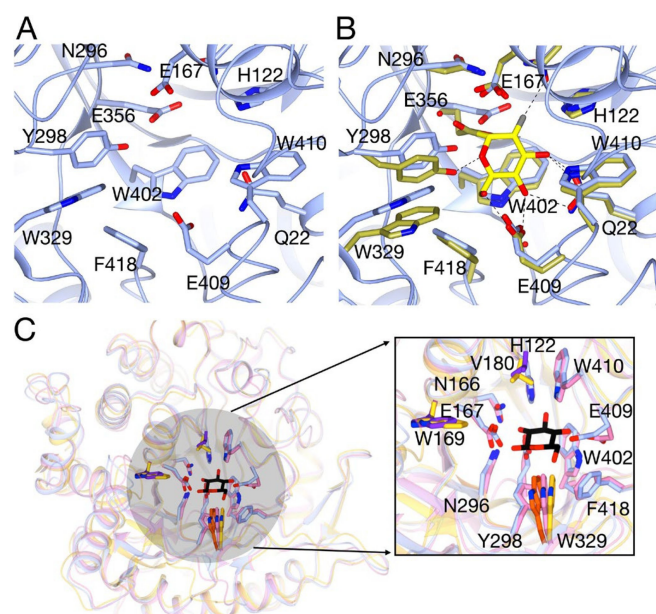 A
N296
E167
H122
E356
Y298
W410
W402
W329
Q22
F418
E409
B
N296
E167
H122
E356
Y298
W410
W402
W329
Q22
F418
E409
C
H122
V180
W410
N166
E167
E409
W169
W402
N296
F418
Y298
W329